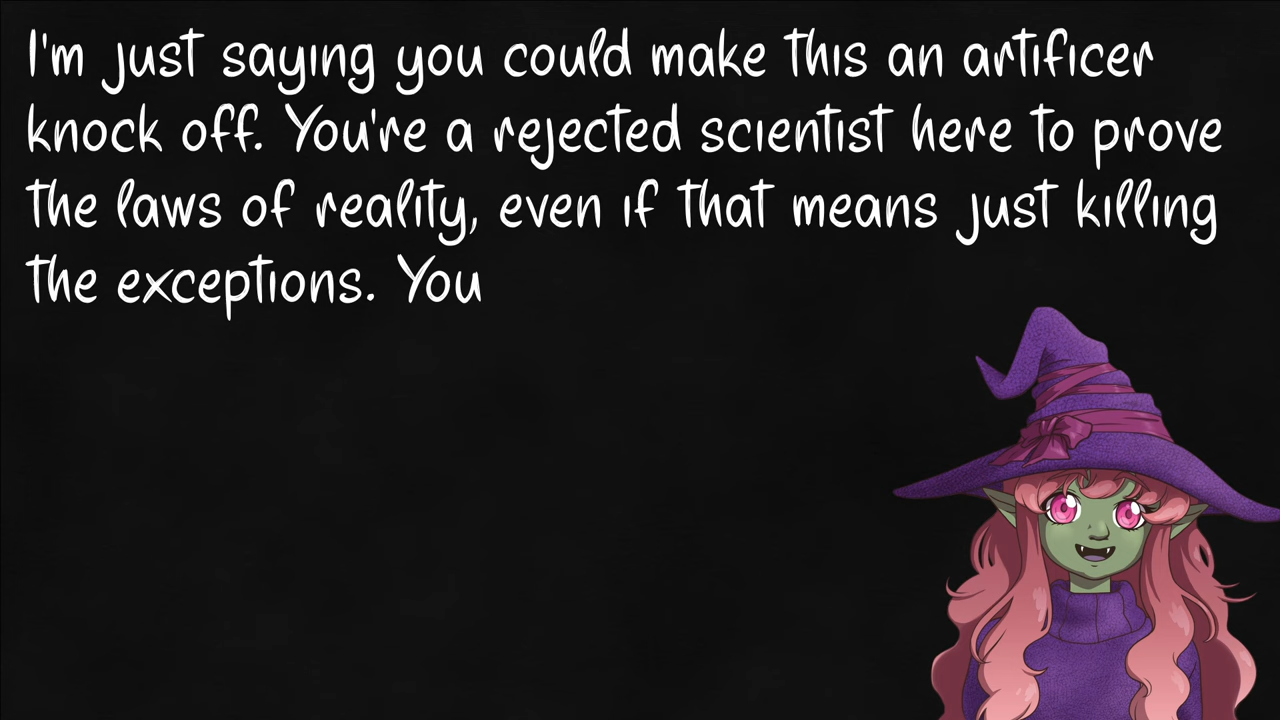 I'm just saying you could make this an artificer
knock off. You're a rejected scientist here to prove
the laws of reality, even if that means just killing
the exceptions. You